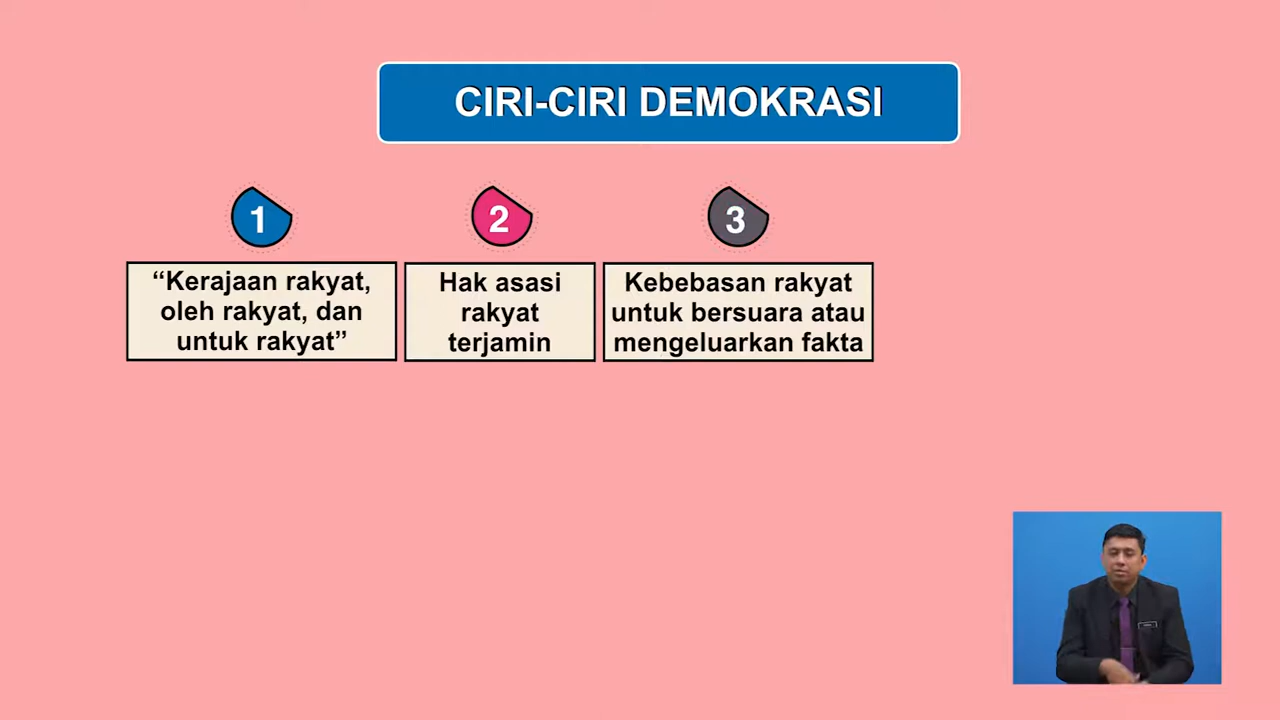 CIRI-CIRI DEMOKRASI
1
“Kerajaan rakyat,
oleh rakyat, dan
untuk rakyat”
2
Hak asasi
rakyat
terjamin
3
Kebebasan rakyat
untuk bersuara atau
mengeluarkan fakta